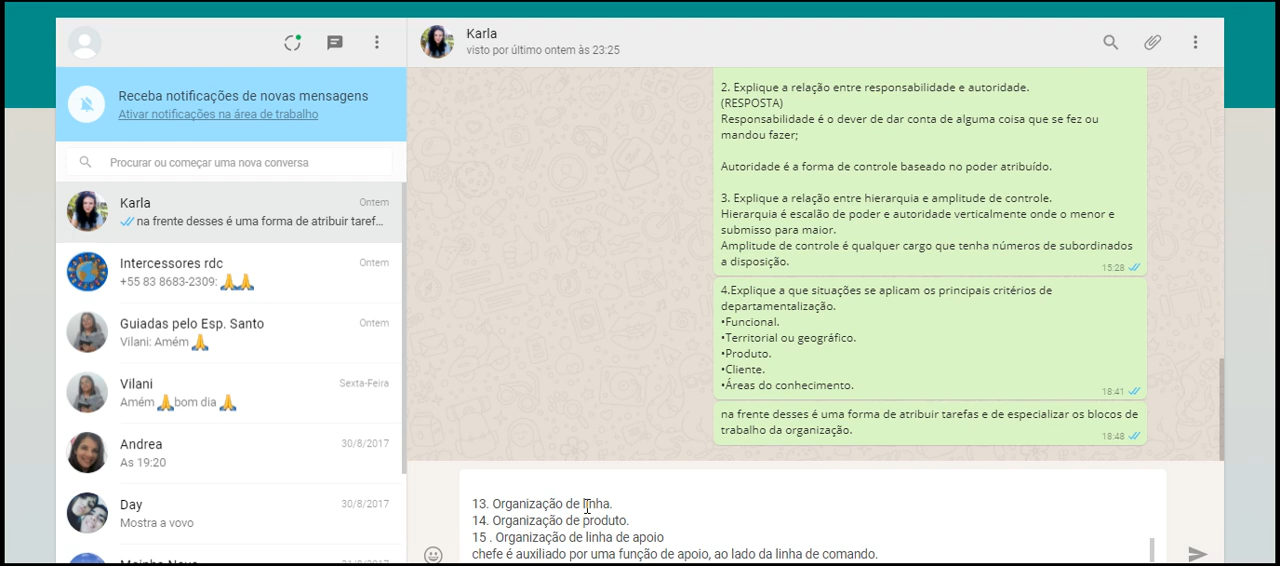 Receba notificações de novas mensagens
Ativar notificações na área de trabalho
Procurar ou começar uma nova conversa
Karla
Ontem
na frente desses é uma forma de atribuir taref...
Intercessores rdc
Ontem
+55 83 8683-2309: 🙏🙏
Guiadas pelo Esp. Santo
Ontem
Vilani: Amém 🙏
Vilani
Sexta-Feira
Amém 🙏bom dia 🙏
Andrea
30/8/2017
As 19:20
Day
30/8/2017
Mostra a vovo
Karla
visto por último ontem às 23:25
2. Explique a relação entre responsabilidade e autoridade.
(RESPOSTA)
Responsabilidade é o dever de dar conta de alguma coisa que se fez ou
mandou fazer;
Autoridade é a forma de controle baseado no poder atribuído.
3. Explique a relação entre hierarquia e amplitude de controle.
Hierarquia é escalão de poder e autoridade verticalmente onde o menor e
submisso para maior.
Amplitude de controle é qualquer cargo que tenha números de subordinados
a disposição.
15:28
4.Explique a que situações se aplicam os principais critérios de
departamentalização.
•Funcional.
•Territorial ou geográfico.
•Produto.
•Cliente.
•Áreas do conhecimento.
18:41
na frente desses é uma forma de atribuir tarefas e de especializar os blocos de
trabalho da organização.
18:48
13. Organização de linha.
14. Organização de produto.
15 . Organização de linha de apoio
chefe é auxiliado por uma função de apoio, ao lado da linha de comando.